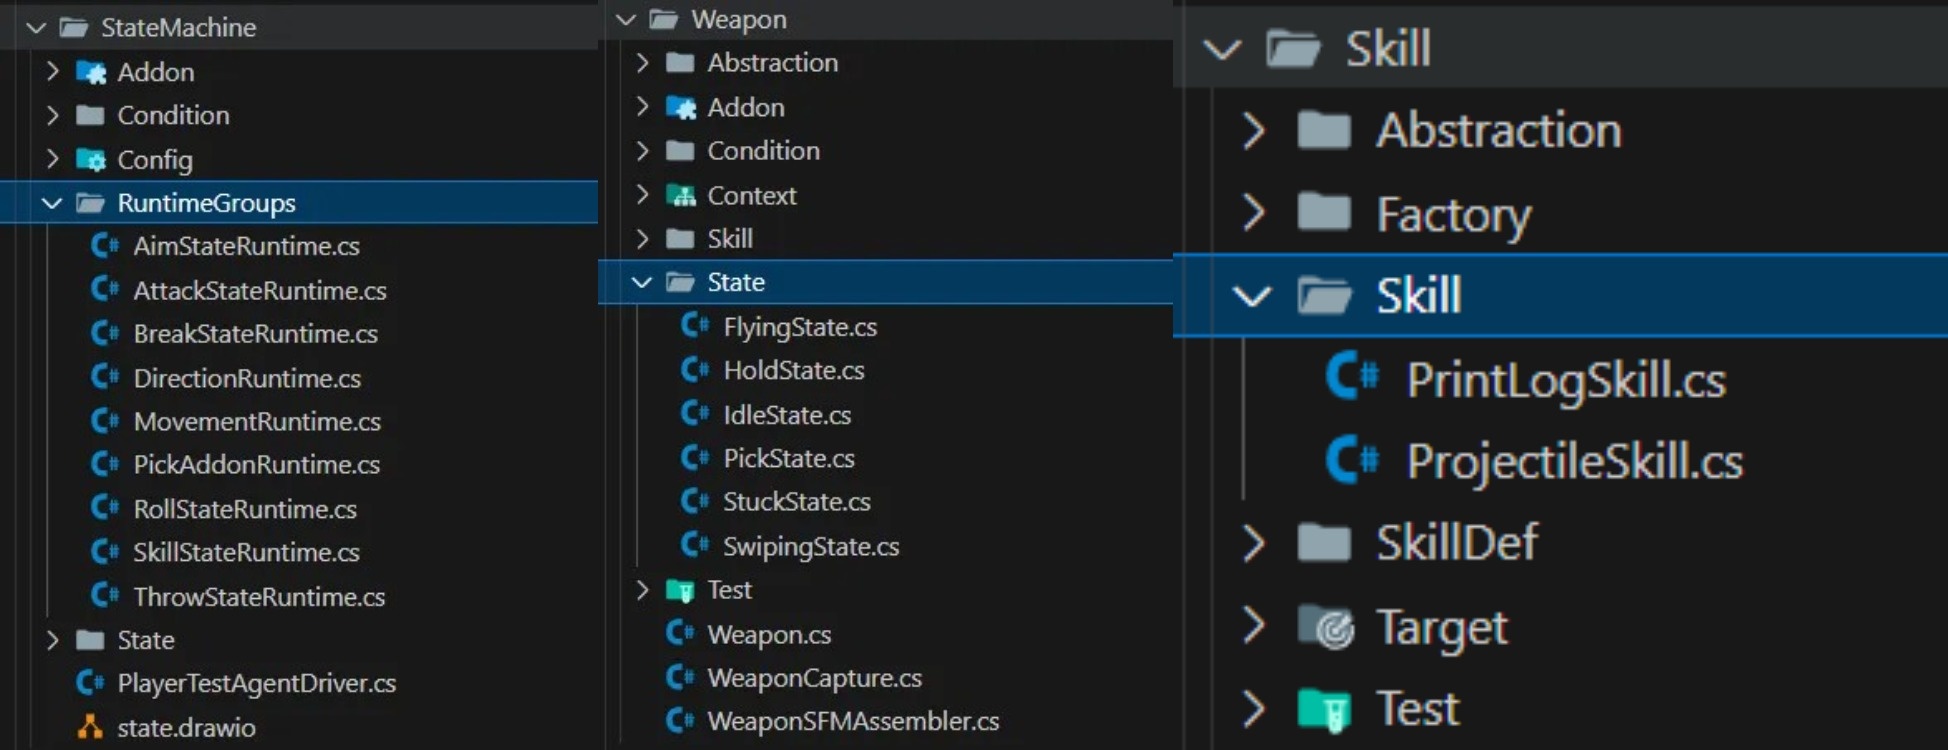 StateMachine
Addon
Condition
Config
RuntimeGroups
AimStateRuntime.cs
AttackStateRuntime.cs
BreakStateRuntime.cs
DirectionRuntime.cs
MovementRuntime.cs
PickAddonRuntime.cs
RollStateRuntime.cs
SkillStateRuntime.cs
ThrowStateRuntime.cs
State
PlayerTestAgentDriver.cs
state.drawio
Weapon
Abstraction
Addon
Condition
Context
Skill
State
FlyingState.cs
HoldState.cs
IdleState.cs
PickState.cs
StuckState.cs
SwipingState.cs
Test
Weapon.cs
WeaponCapture.cs
WeaponSFMAssembler.cs
Skill
Abstraction
Factory
Skill
PrintLogSkill.cs
ProjectileSkill.cs
SkillDef
Target
Test